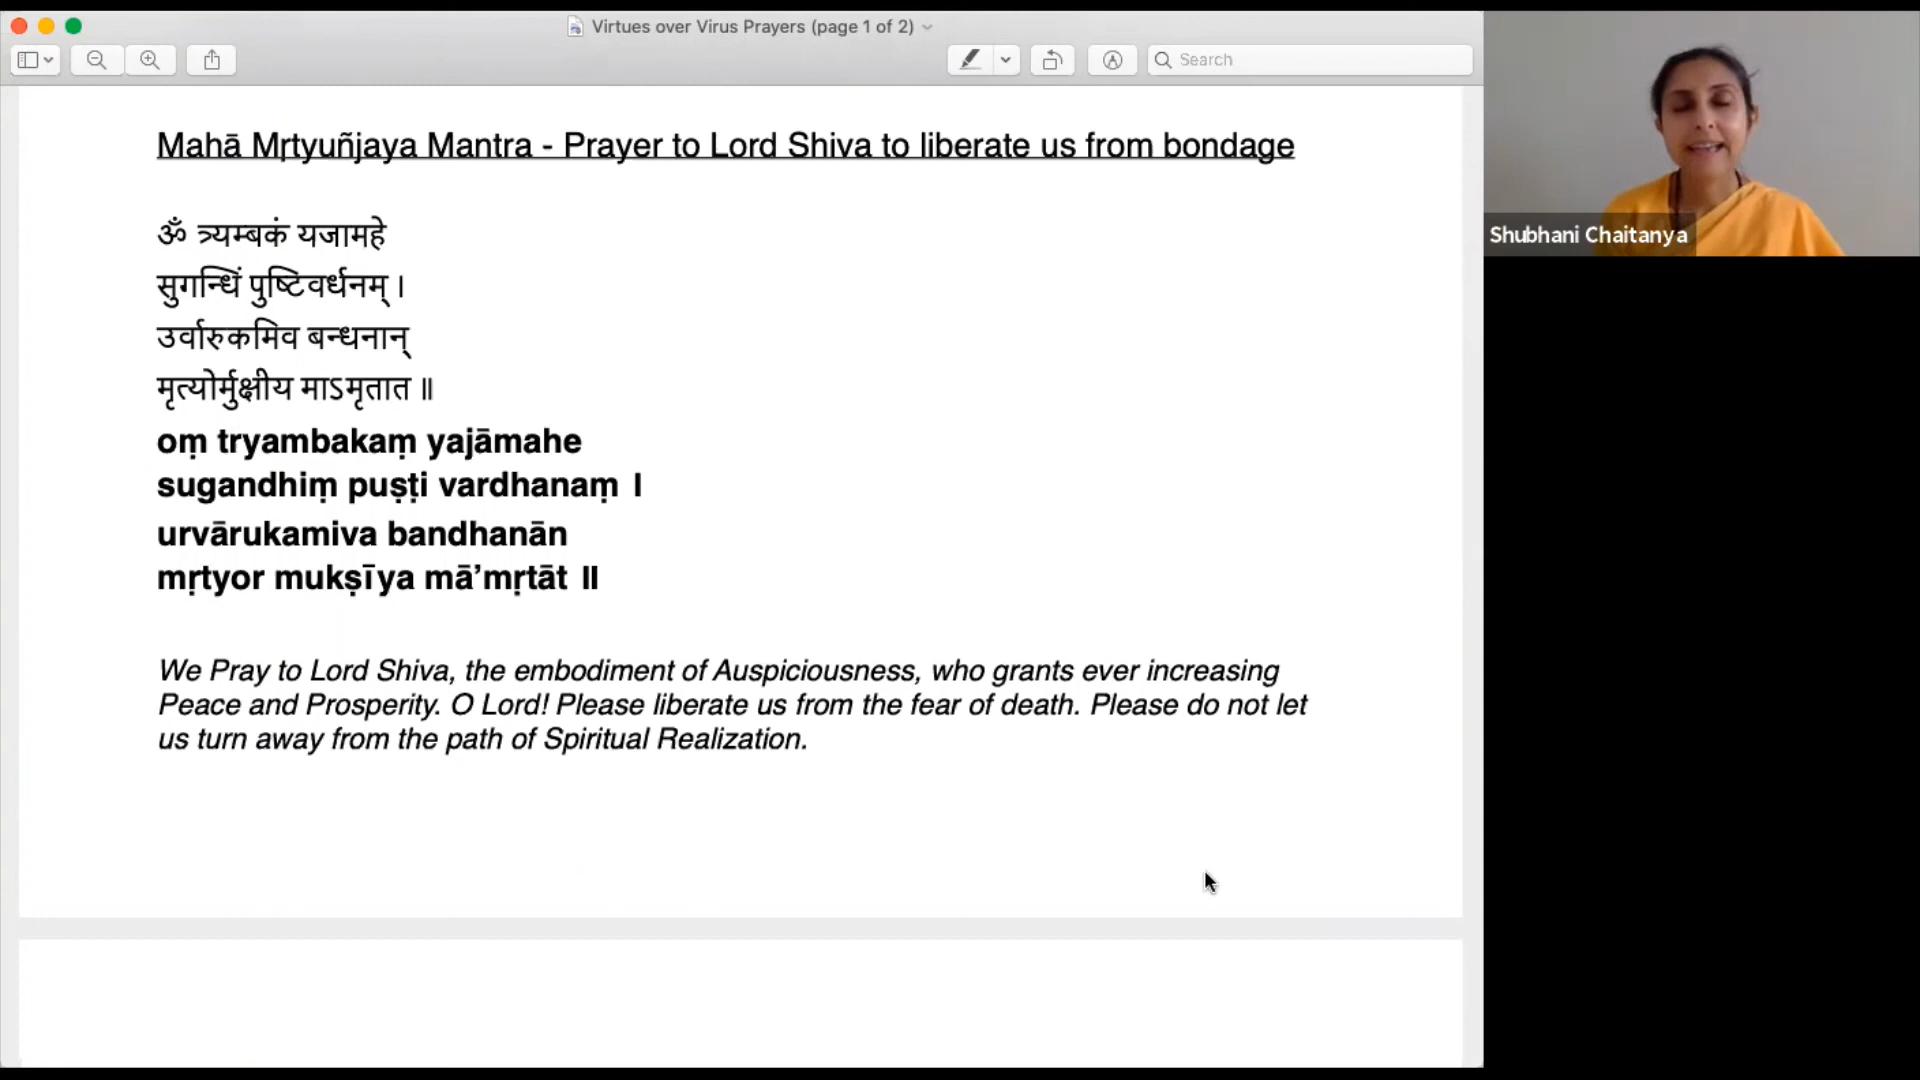 Virtues over Virus Prayers (page 1 of 2)
Search
Mahā Mṛtyuñjaya Mantra - Prayer to Lord Shiva to liberate us from bondage
ॐ त्र्यम्बकं यजामहे
सुगन्धिं पुष्टिवर्धनम् ।
उर्वारुकमिव बन्धनान्
मृत्योर्मुक्षीय माऽमृतात ॥
oṃ tryambakaṃ yajāmahe
sugandhiṃ puṣṭi vardhanaṃ ।
urvārukamiva bandhanān
mṛtyor mukṣīya mā’mṛtāt ॥
We Pray to Lord Shiva, the embodiment of Auspiciousness, who grants ever increasing
Peace and Prosperity. O Lord! Please liberate us from the fear of death. Please do not let
us turn away from the path of Spiritual Realization.
Shubhani Chaitanya